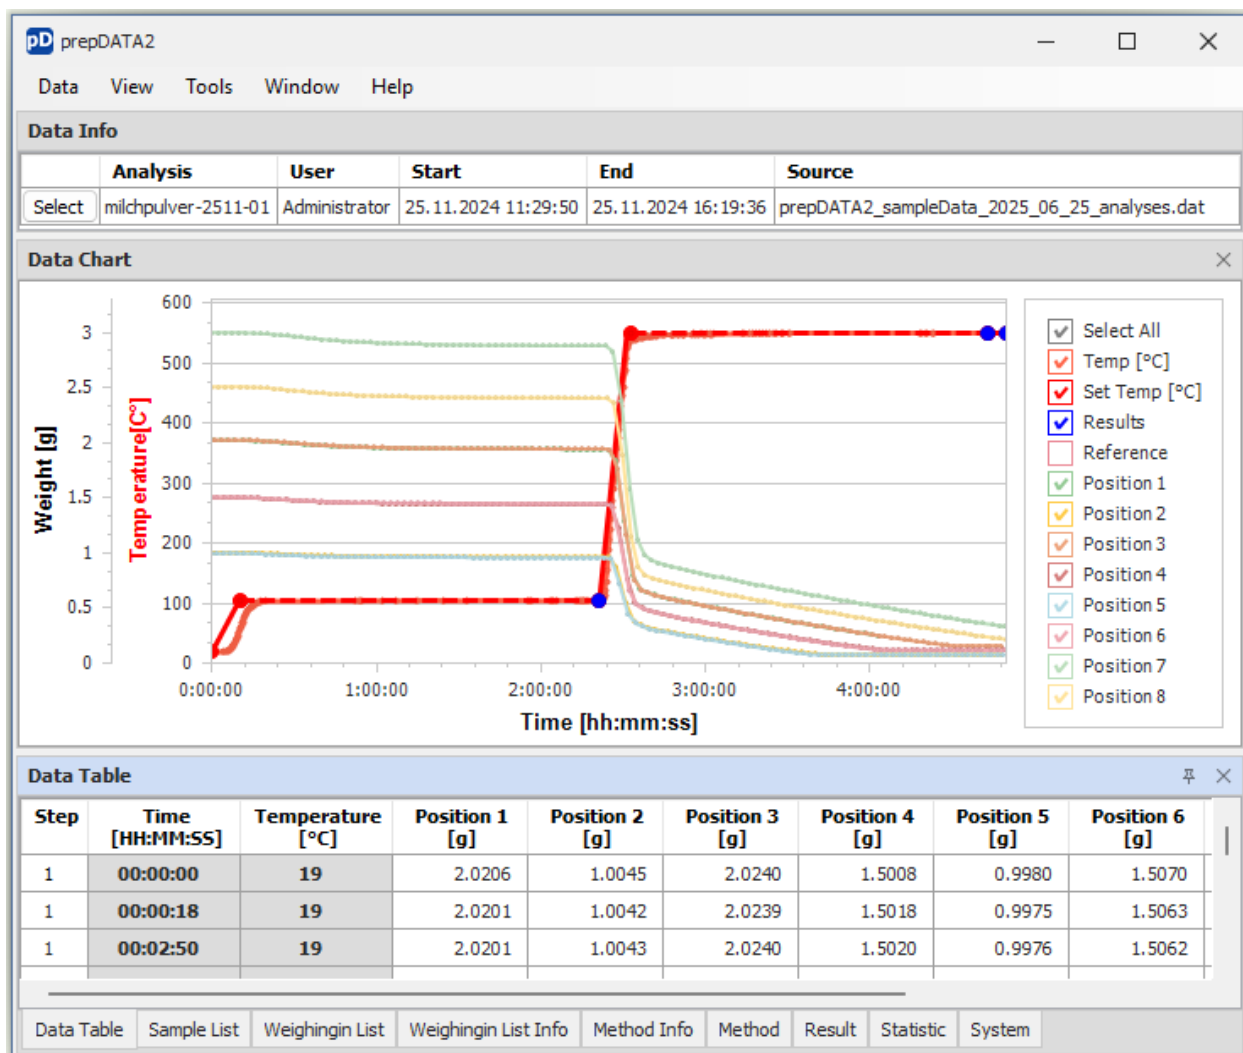 pD prepDATA2
Data View Tools Window Help
Data Info
Analysis User Start End Source
Select milchpulver-2511-01 Administrator 25.11.2024 11:29:50 25.11.2024 16:19:36 prepDATA2_sampleData_2025_06_25_analyses.dat
Data Chart
Weight [g]
3
2.5
2
1.5
1
0.5
0
Temperature[C°]
600
500
400
300
200
100
0
0:00:00 1:00:00 2:00:00 3:00:00 4:00:00
Time [hh:mm:ss]
Select All
Temp [°C]
Set Temp [°C]
Results
Reference
Position 1
Position 2
Position 3
Position 4
Position 5
Position 6
Position 7
Position 8
Data Table
Step Time [HH:MM:SS] Temperature [°C] Position 1 [g] Position 2 [g] Position 3 [g] Position 4 [g] Position 5 [g] Position 6 [g]
1 00:00:00 19 2.0206 1.0045 2.0240 1.5008 0.9980 1.5070
1 00:00:18 19 2.0201 1.0042 2.0239 1.5018 0.9975 1.5063
1 00:02:50 19 2.0201 1.0043 2.0240 1.5020 0.9976 1.5062
Data Table Sample List Weighingin List Weighingin List Info Method Info Method Result Statistic System